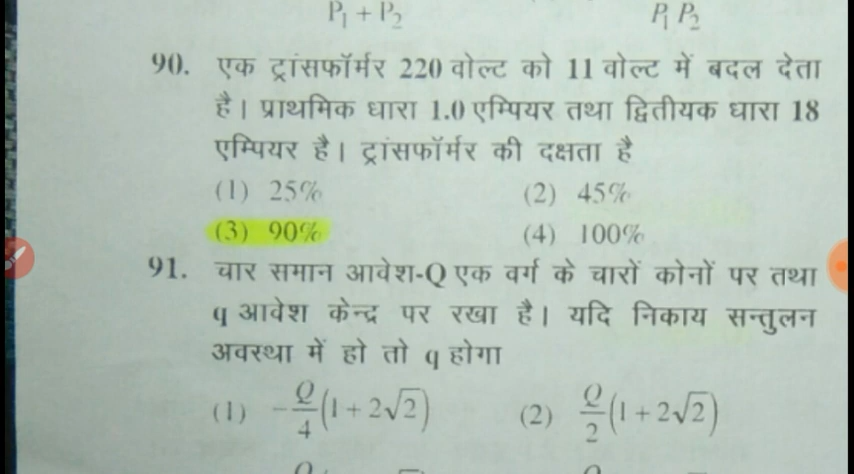 P₁ + P₂ P₁ P₂
90. एक ट्रांसफॉर्मर 220 वोल्ट को 11 वोल्ट में बदल देता
है। प्राथमिक धारा 1.0 एम्पियर तथा द्वितीयक धारा 18
एम्पियर है। ट्रांसफॉर्मर की दक्षता है
(1) 25% (2) 45%
(3) 90% (4) 100%
91. चार समान आवेश-Q एक वर्ग के चारों कोनों पर तथा
q आवेश केन्द्र पर रखा है। यदि निकाय सन्तुलन
अवस्था में हो तो q होगा
(1) -Q/4(1+2√2) (2) Q/2(1+2√2)